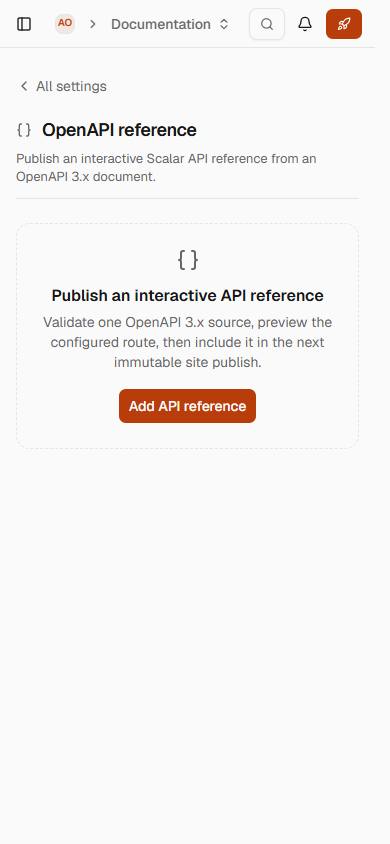 AO
Documentation
All settings
OpenAPI reference
Publish an interactive Scalar API reference from an
OpenAPI 3.x document.
Publish an interactive API reference
Validate one OpenAPI 3.x source, preview the
configured route, then include it in the next
immutable site publish.
Add API reference